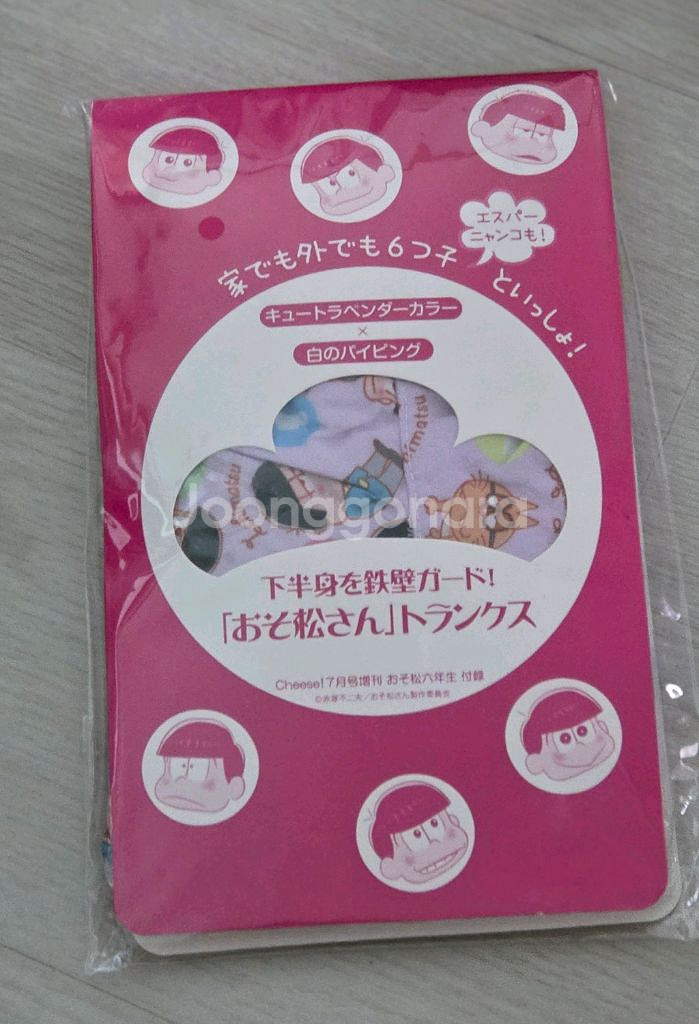 エスパー
ニャンコも!
家でも外でも6つ子
といっしょ!
キュートラベンダーカラー
×
白のパイピング
matsu
Joonggonara
下半身を鉄壁ガード!
「おそ松さん」トランクス
Cheese!7月号増刊 おそ松六年生 付録
©赤塚不二夫/おそ松さん製作委員会